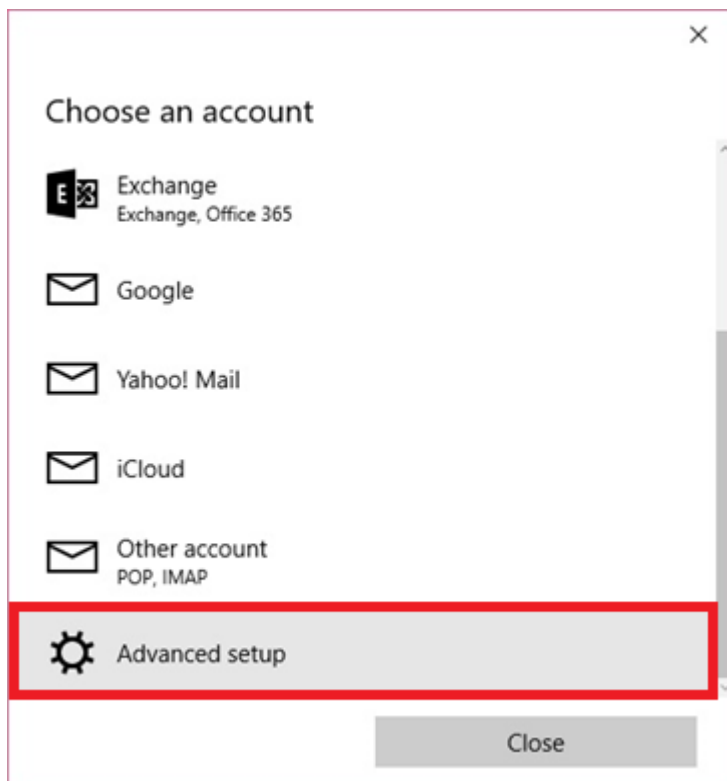 Choose an account
Exchange
Exchange, Office 365
Google
Yahoo! Mail
iCloud
Other account
POP, IMAP
Advanced setup
Close